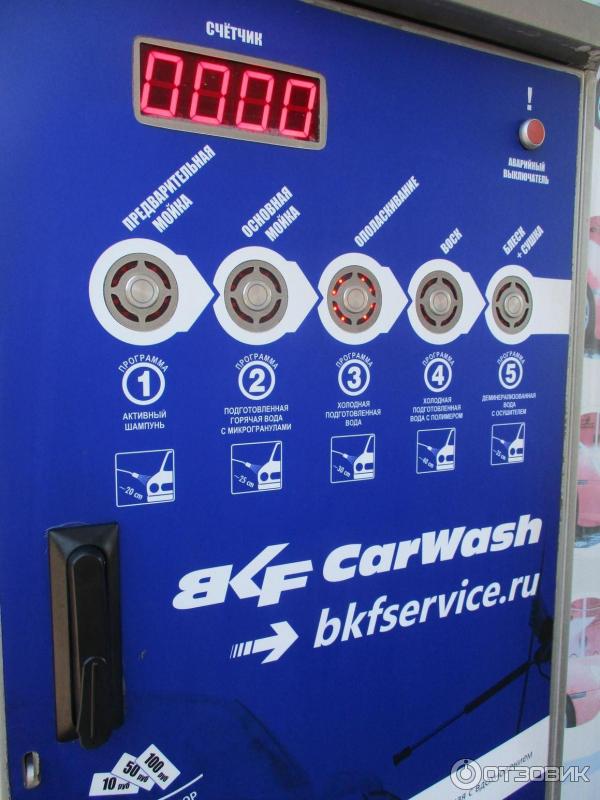 СЧЁТЧИК
0000
!
АВАРИЙНЫЙ
ВЫКЛЮЧАТЕЛЬ
ПРЕДВАРИТЕЛЬНАЯ
МОЙКА
ОСНОВНАЯ
МОЙКА
ОПОЛАСКИВАНИЕ
ВОСК
БЛЕСК
+ СУШКА
ПРОГРАММА
1
АКТИВНЫЙ
ШАМПУНЬ
~20 cm
ПРОГРАММА
2
ПОДГОТОВЛЕННАЯ
ГОРЯЧАЯ ВОДА
С МИКРОГРАНУЛАМИ
~25 cm
ПРОГРАММА
3
ХОЛОДНАЯ
ПОДГОТОВЛЕННАЯ
ВОДА
~30 cm
ПРОГРАММА
4
ХОЛОДНАЯ
ПОДГОТОВЛЕННАЯ
ВОДА С ПОЛИМЕРОМ
~40 cm
ПРОГРАММА
5
ДЕМИНЕРАЛИЗОВАННАЯ
ВОДА
С ОСУШИТЕЛЕМ
BKF CarWash
bkfservice.ru
10 руб
50 руб
100 руб
ОТЗОВИК